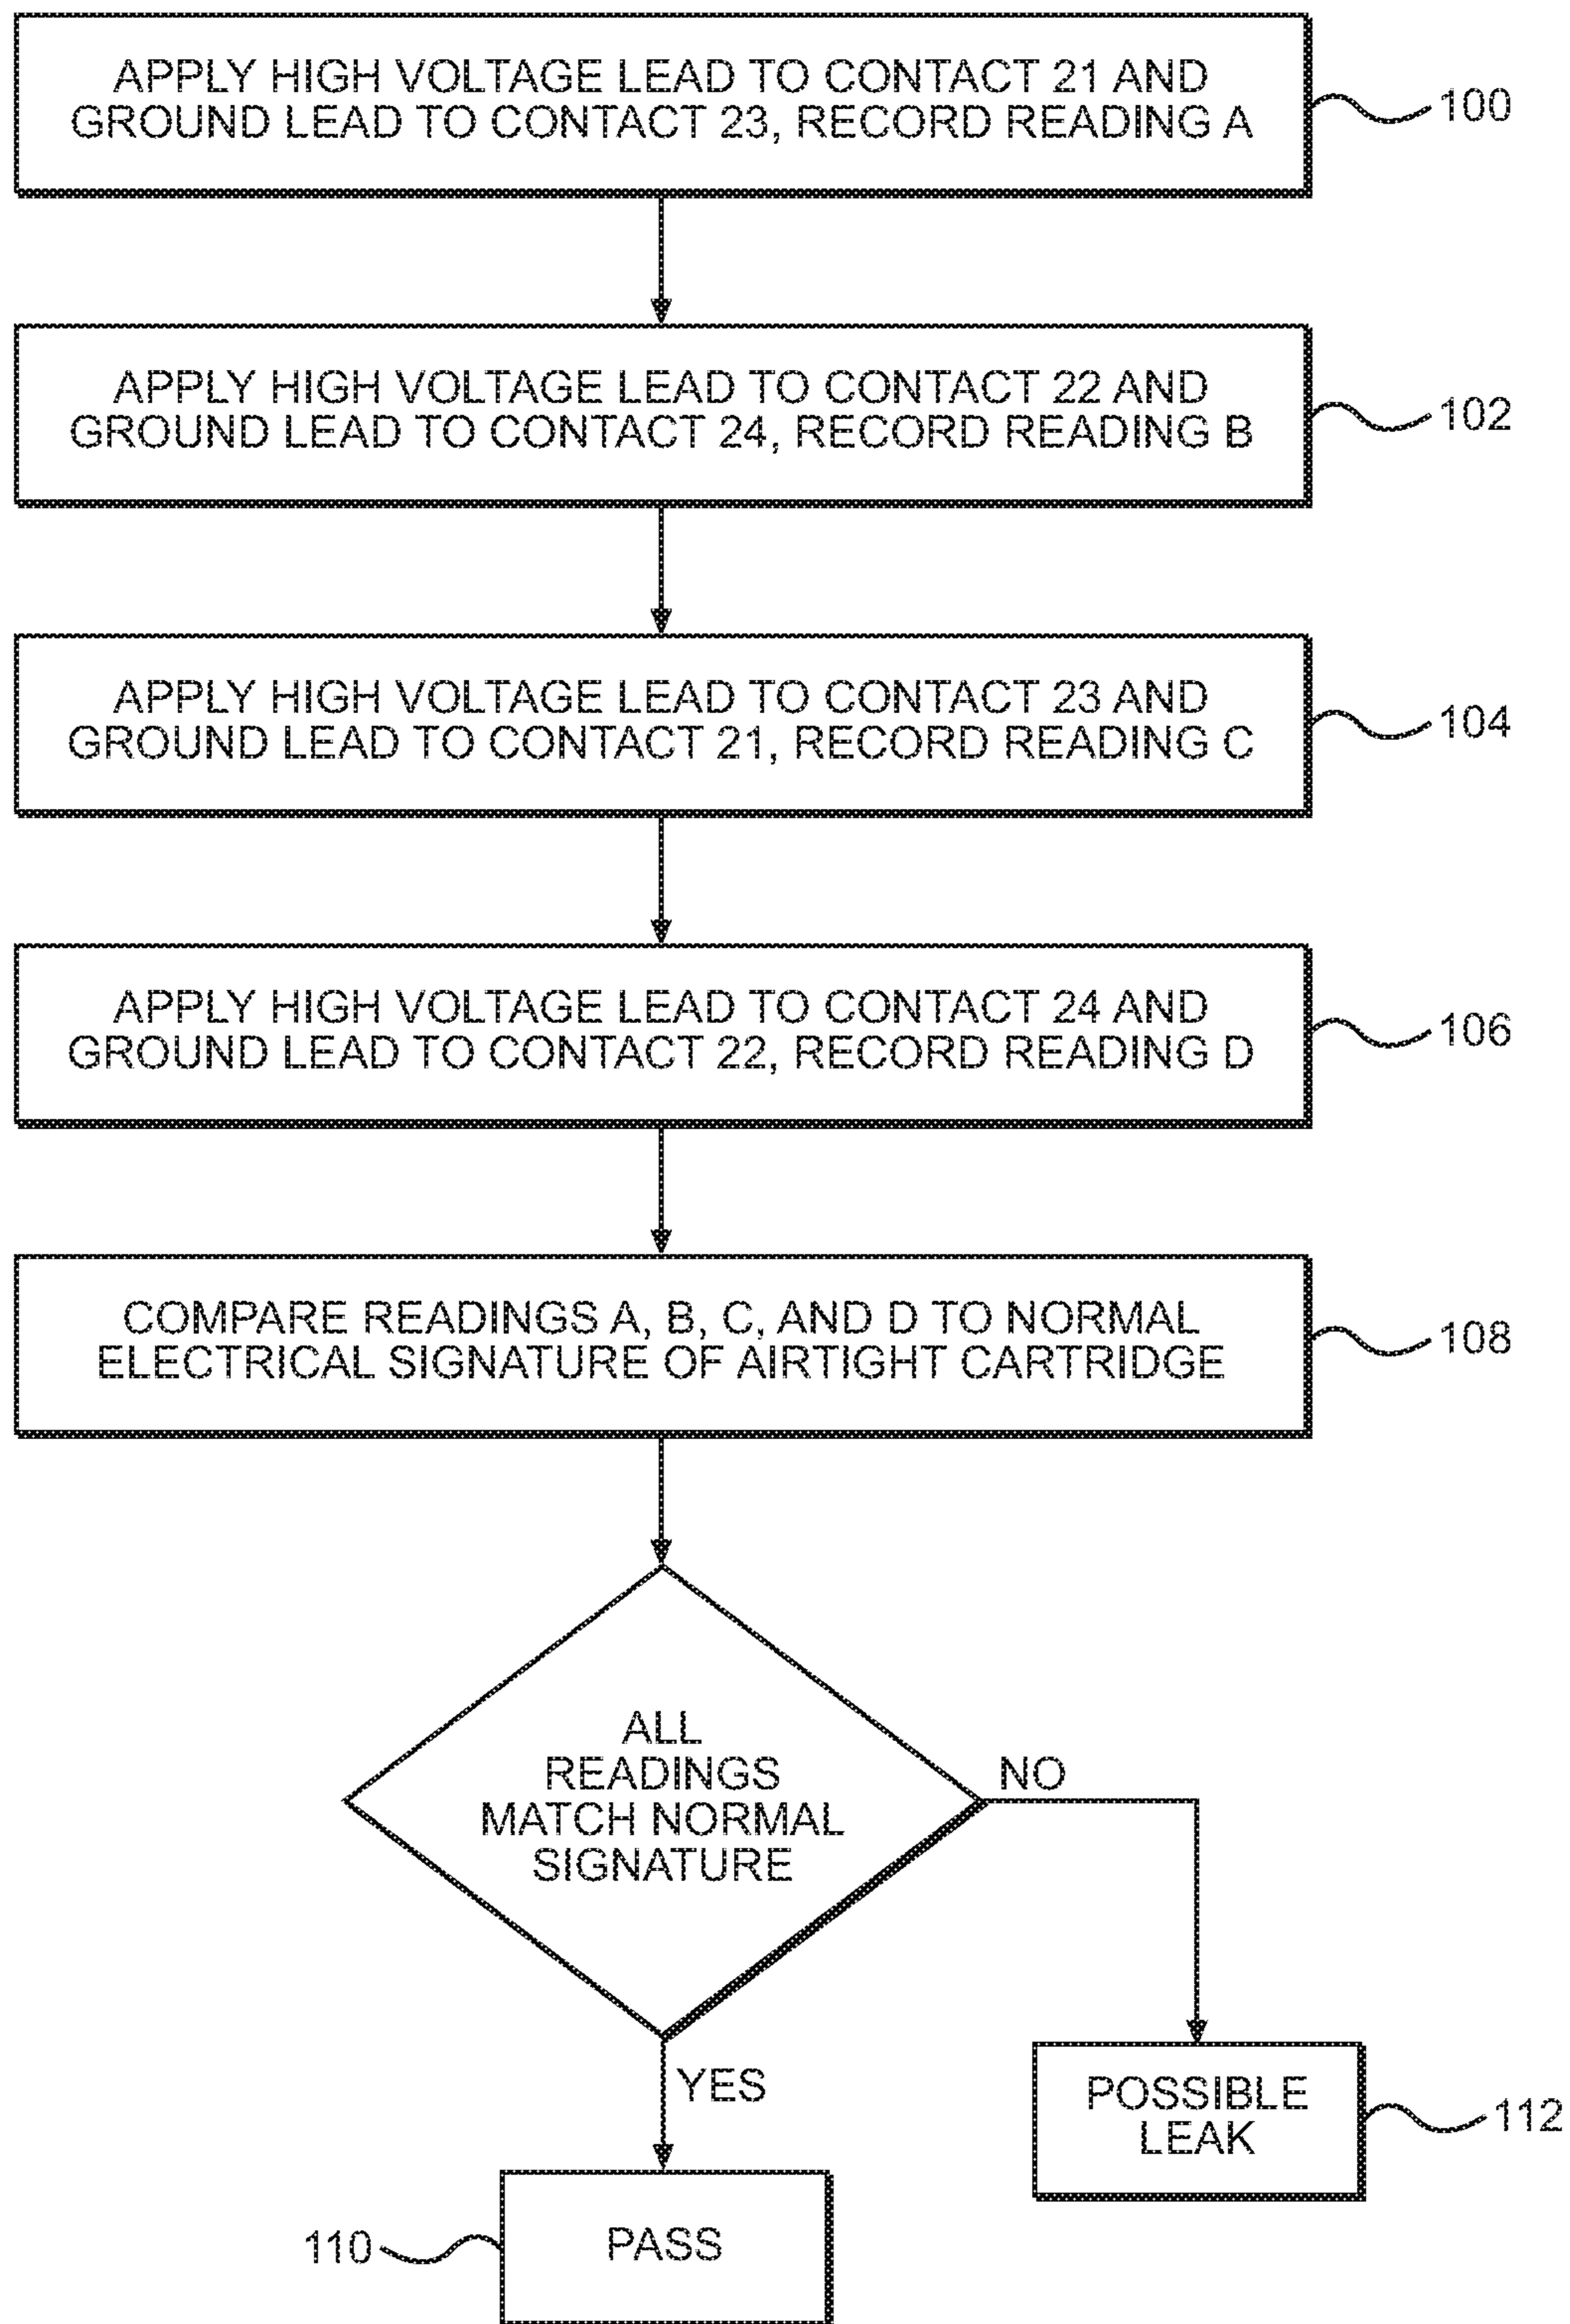 APPLY HIGH VOLTAGE LEAD TO CONTACT 21 AND
GROUND LEAD TO CONTACT 23, RECORD READING A
100
APPLY HIGH VOLTAGE LEAD TO CONTACT 22 AND
GROUND LEAD TO CONTACT 24, RECORD READING B
102
APPLY HIGH VOLTAGE LEAD TO CONTACT 23 AND
GROUND LEAD TO CONTACT 21, RECORD READING C
104
APPLY HIGH VOLTAGE LEAD TO CONTACT 24 AND
GROUND LEAD TO CONTACT 22, RECORD READING D
106
COMPARE READINGS A, B, C, AND D TO NORMAL
ELECTRICAL SIGNATURE OF AIRTIGHT CARTRIDGE
108
ALL
READINGS
MATCH NORMAL
SIGNATURE
NO
YES
POSSIBLE
LEAK
112
110
PASS